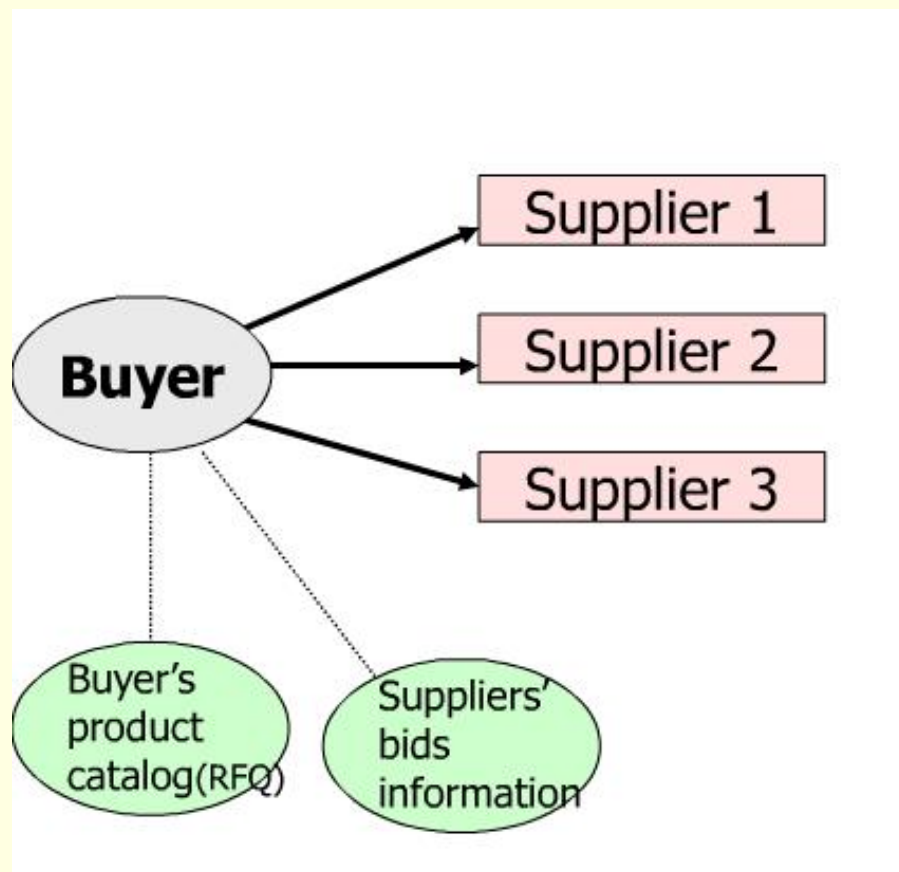 Supplier 1
Supplier 2
Buyer
Supplier 3
Buyer’s
product
catalog(RFQ)
Suppliers’
bids
information